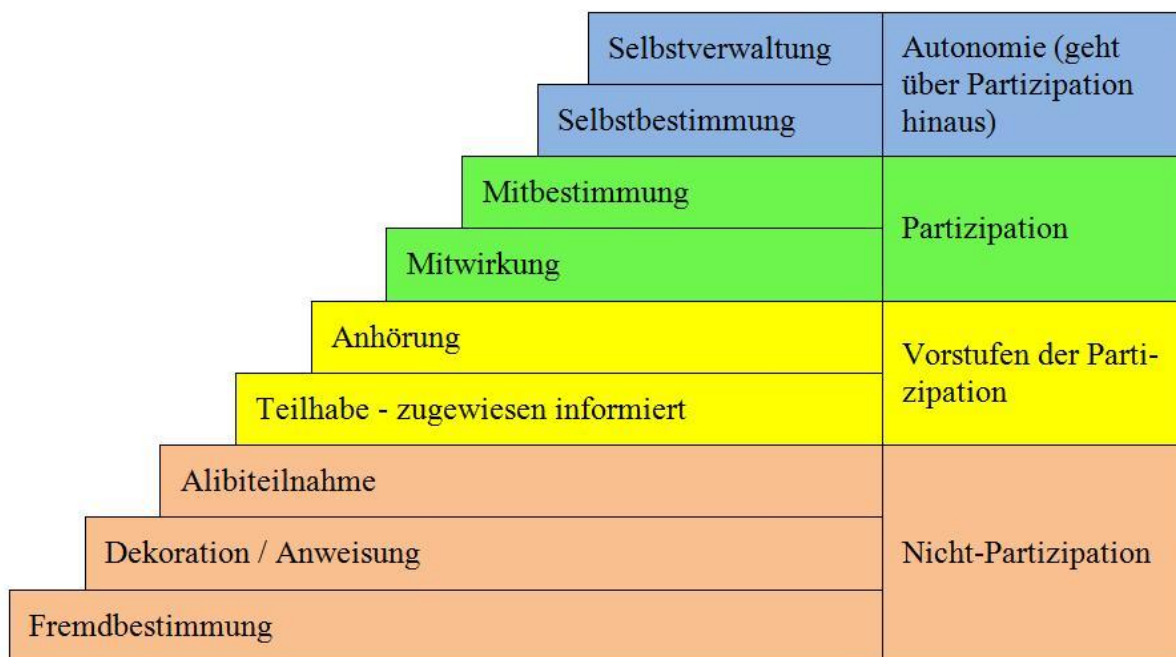 Selbstverwaltung
Selbstbestimmung
Autonomie (geht
über Partizipation
hinaus)
Mitbestimmung
Mitwirkung
Partizipation
Anhörung
Teilhabe - zugewiesen informiert
Vorstufen der Parti-
zipation
Alibiteilnahme
Dekoration / Anweisung
Fremdbestimmung
Nicht-Partizipation